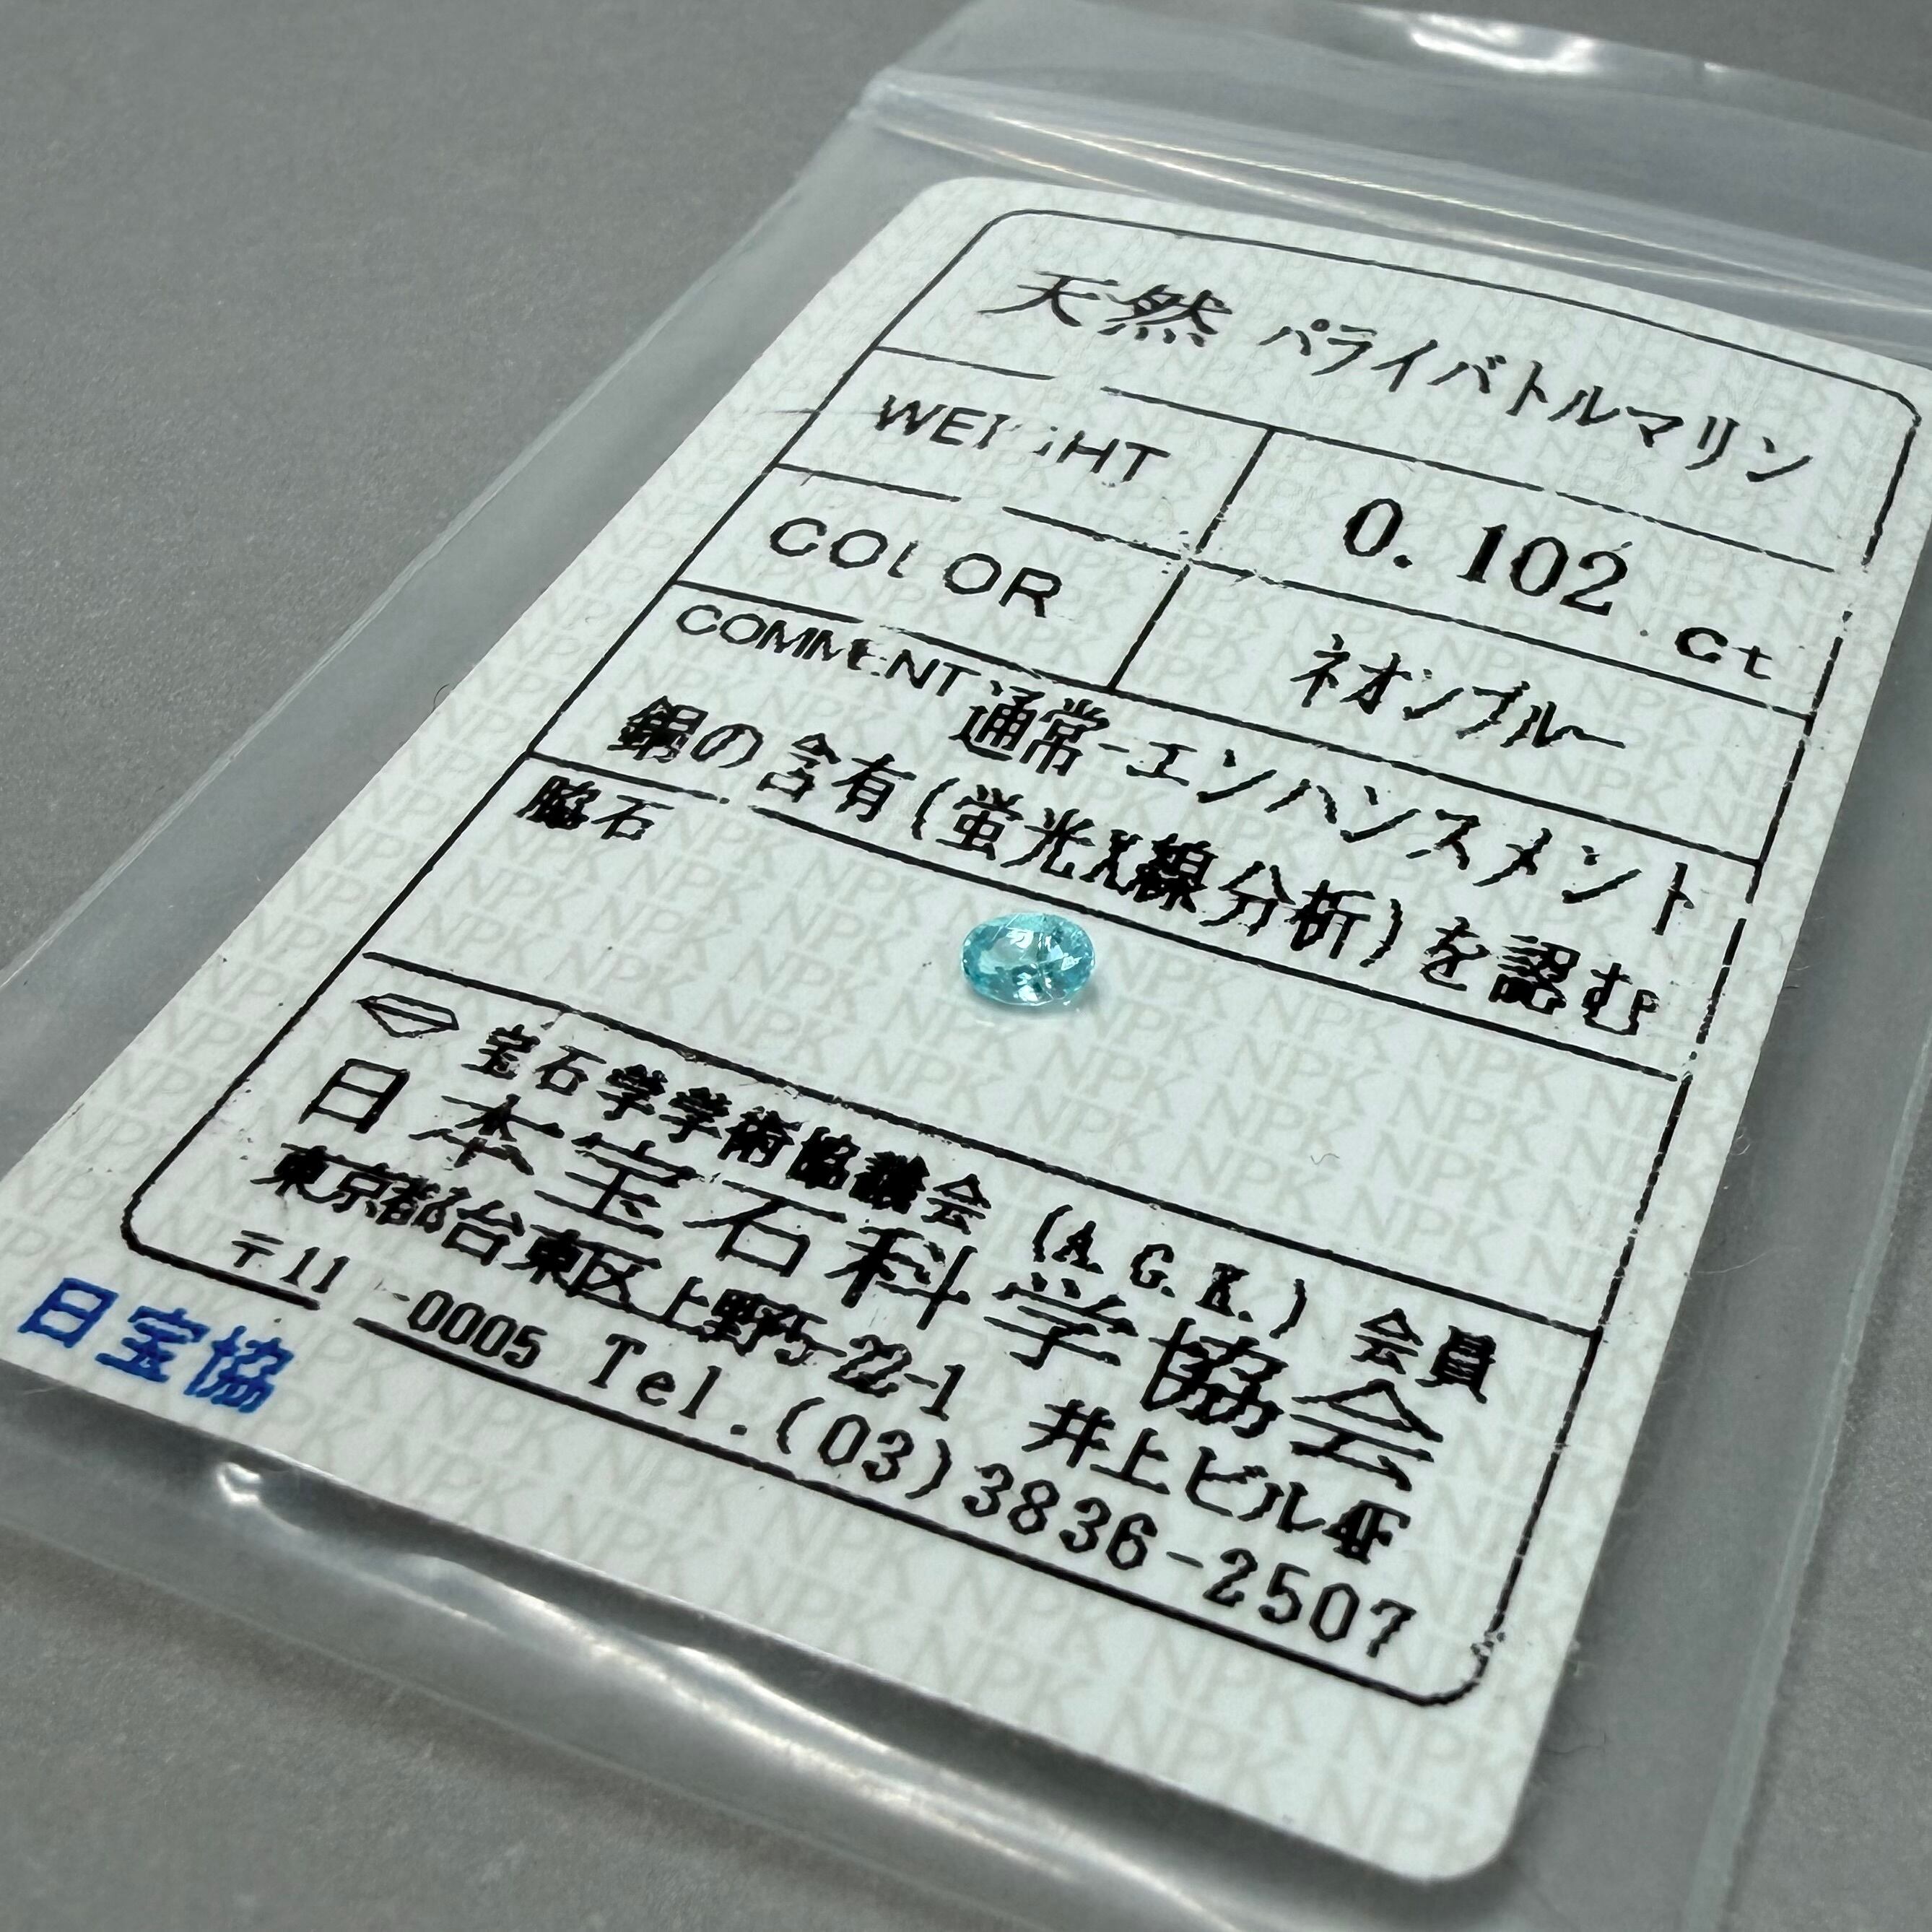 天然 パライバトルマリン
WEIGHT 0.102 ct
COLOR ネオンブルー
COMMENT 通常-エンハンスメント
銅の含有(蛍光X線分析)を認む
脇石
宝石学学術協議会 (A.G.K.) 会員
日本宝石科学協会
東京都台東区上野5-22-1 井上ビル4F
〒11 -0005 Tel.(03)3836-2507
日宝協
NPK